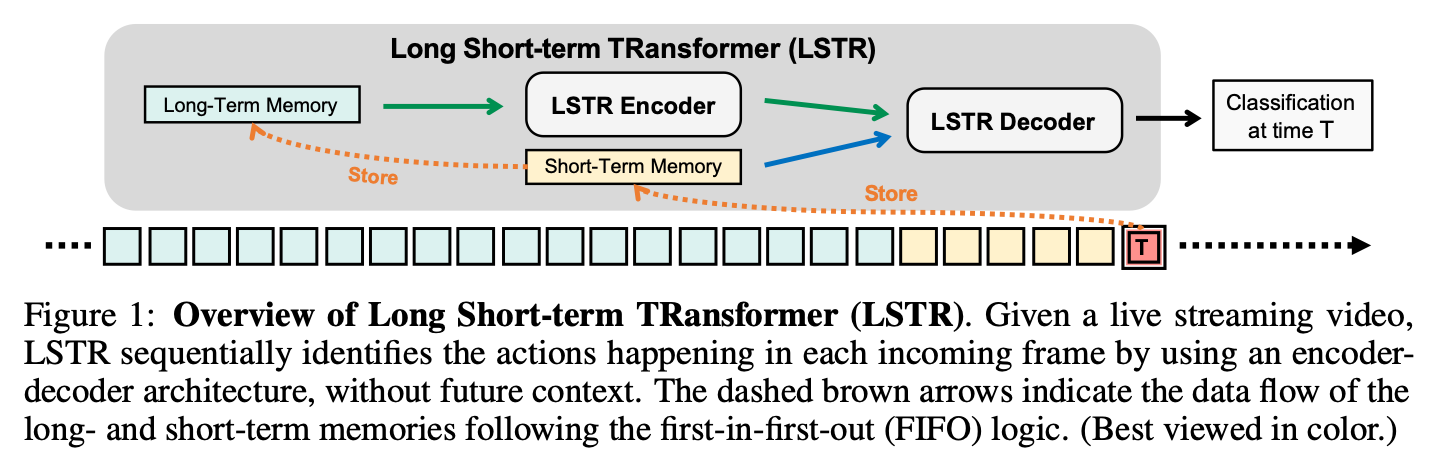 Long Short-term TRansformer (LSTR)
Long-Term Memory
LSTR Encoder
LSTR Decoder
Classification
at time T
Short-Term Memory
Store
Store
T
Figure 1: Overview of Long Short-term TRansformer (LSTR). Given a live streaming video,
LSTR sequentially identifies the actions happening in each incoming frame by using an encoder-
decoder architecture, without future context. The dashed brown arrows indicate the data flow of the
long- and short-term memories following the first-in-first-out (FIFO) logic. (Best viewed in color.)